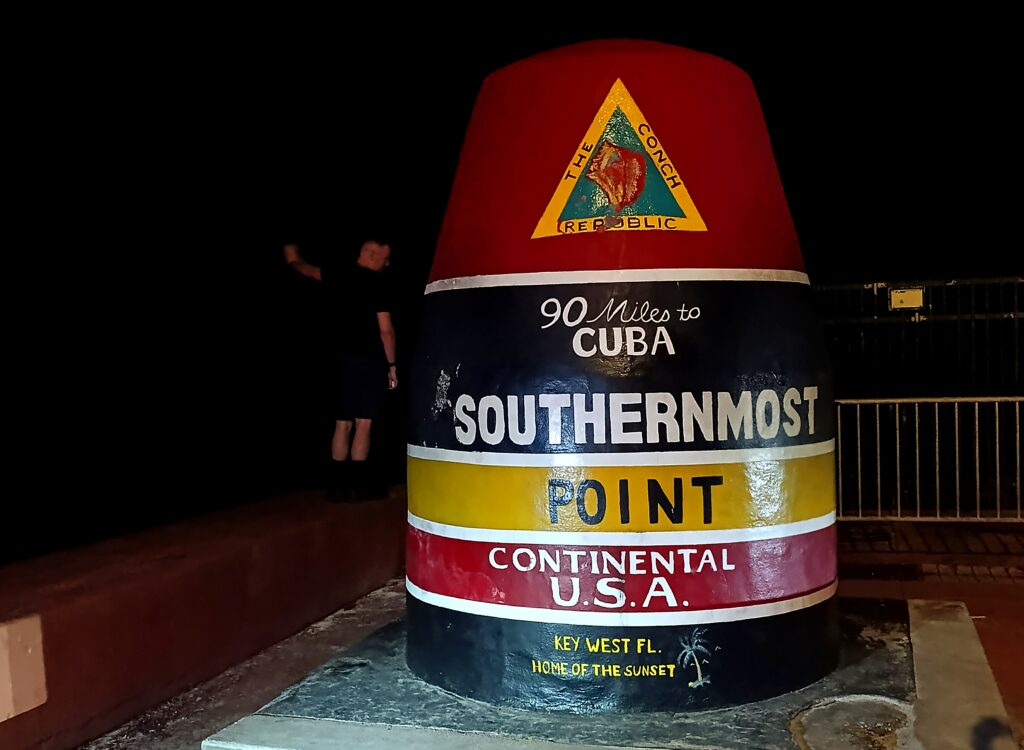 THE CONCH
REPUBLIC
90 Miles to
CUBA
SOUTHERNMOST
POINT
CONTINENTAL
U.S.A.
KEY WEST FL.
HOME OF THE SUNSET